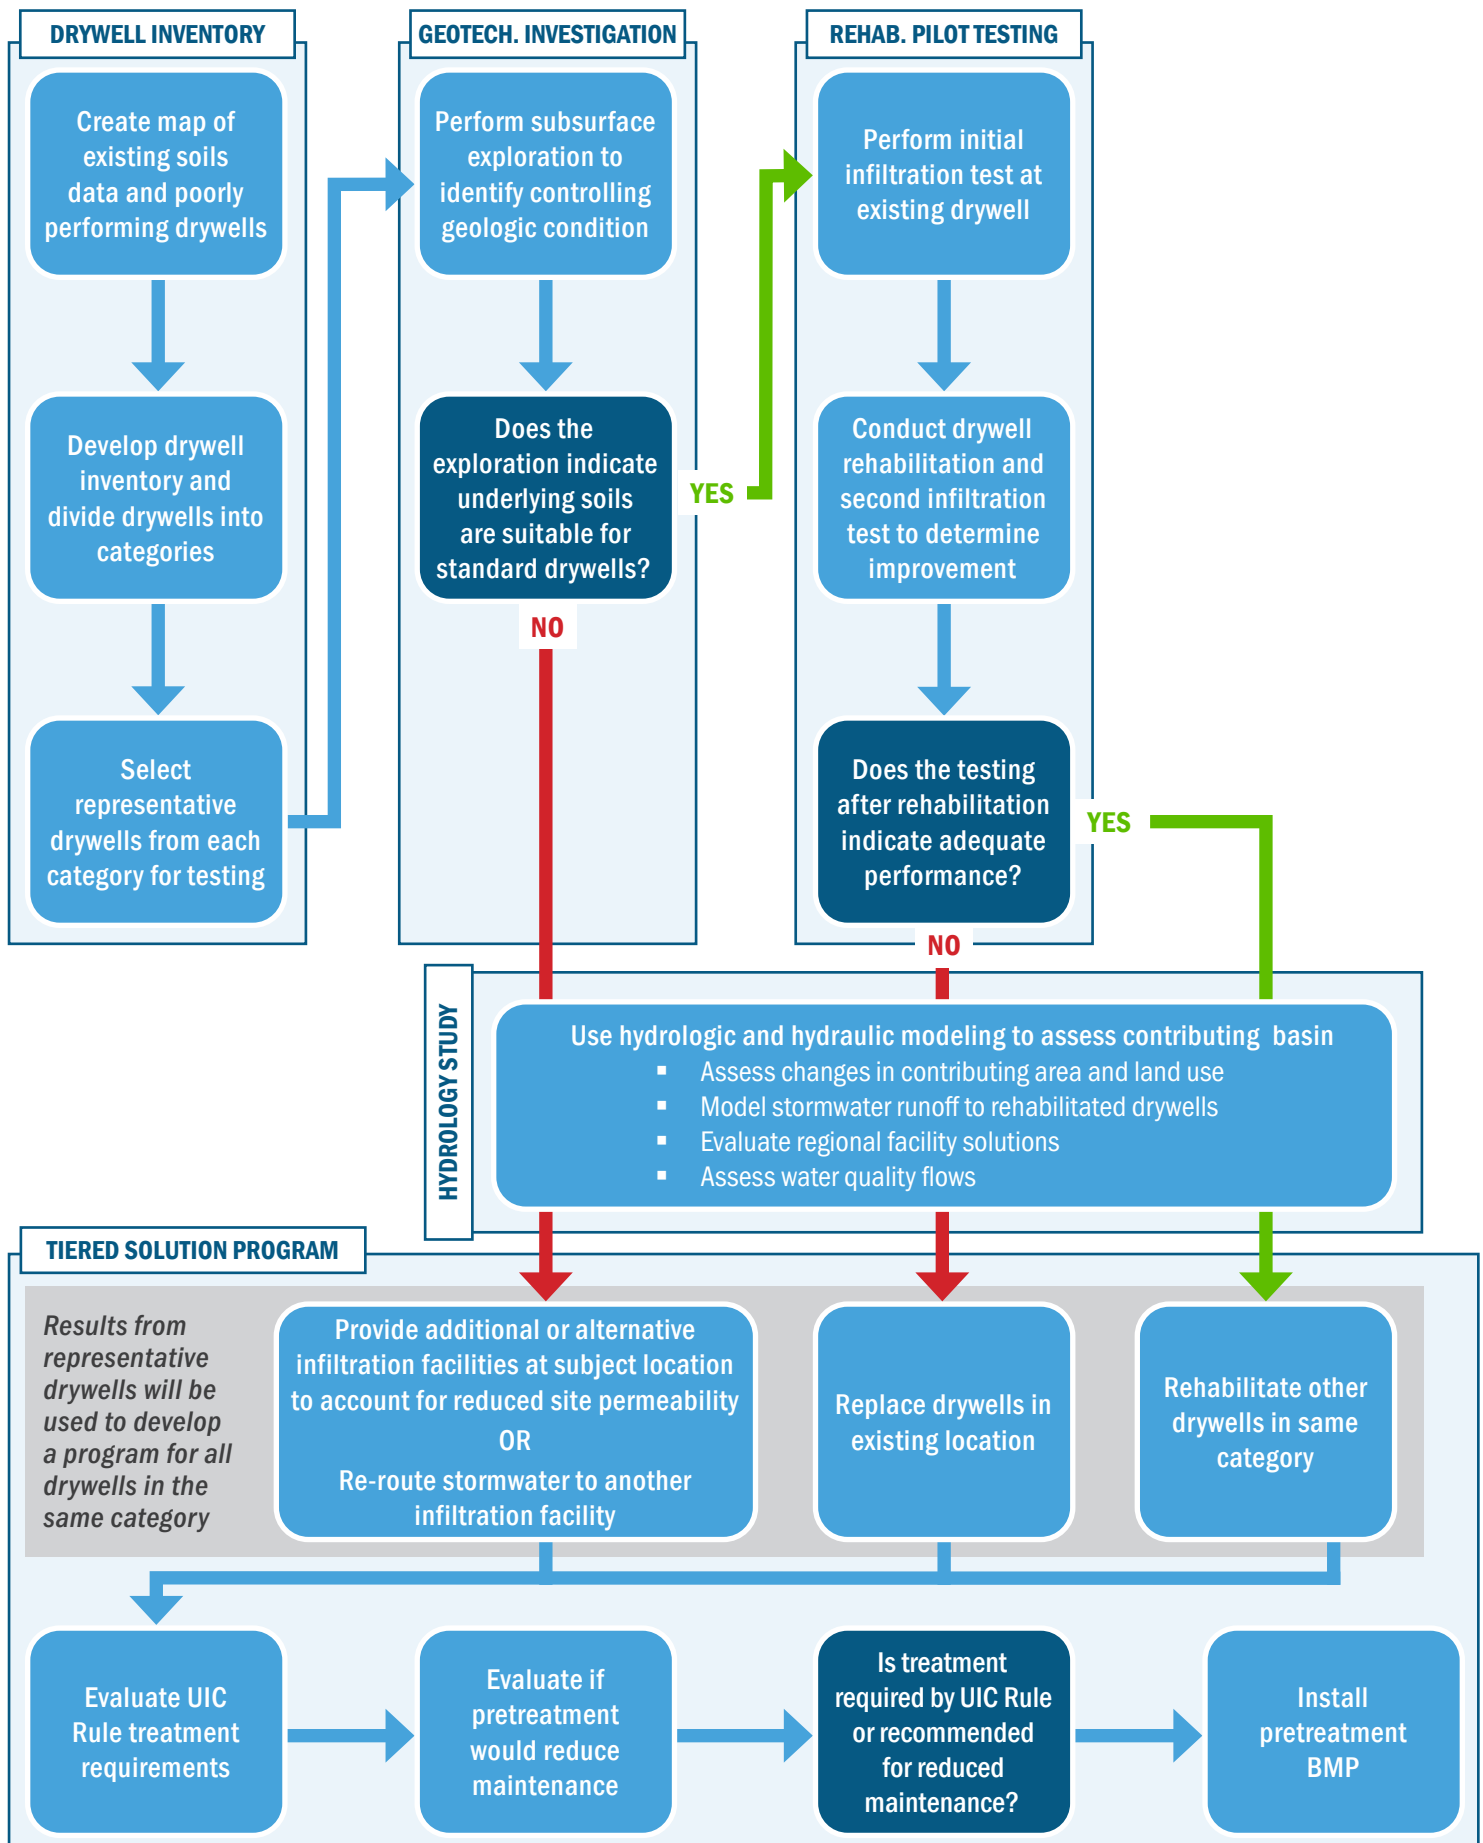 DRYWELL INVENTORY
Create map of
existing soils
data and poorly
performing drywells
Develop drywell
inventory and
divide drywells into
categories
Select
representative
drywells from each
category for testing
GEOTECH. INVESTIGATION
Perform subsurface
exploration to
identify controlling
geologic condition
Does the
exploration indicate
underlying soils
are suitable for
standard drywells?
YES
NO
REHAB. PILOT TESTING
Perform initial
infiltration test at
existing drywell
Conduct drywell
rehabilitation and
second infiltration
test to determine
improvement
Does the testing
after rehabilitation
indicate adequate
performance?
YES
NO
HYDROLOGY STUDY
Use hydrologic and hydraulic modeling to assess contributing basin
▪ Assess changes in contributing area and land use
▪ Model stormwater runoff to rehabilitated drywells
▪ Evaluate regional facility solutions
▪ Assess water quality flows
TIERED SOLUTION PROGRAM
Results from
representative
drywells will be
used to develop
a program for all
drywells in the
same category
Provide additional or alternative
infiltration facilities at subject location
to account for reduced site permeability
OR
Re-route stormwater to another
infiltration facility
Replace drywells in
existing location
Rehabilitate other
drywells in same
category
Evaluate UIC
Rule treatment
requirements
Evaluate if
pretreatment
would reduce
maintenance
Is treatment
required by UIC Rule
or recommended
for reduced
maintenance?
Install
pretreatment
BMP